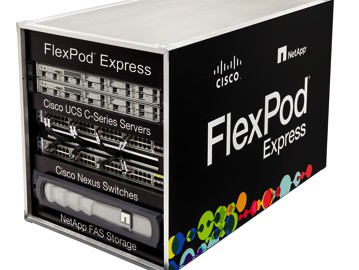 FlexPod® Express
Cisco UCS C-Series Servers
Cisco Nexus Switches
NetApp FAS Storage
CISCO
NetApp
FlexPod
Express